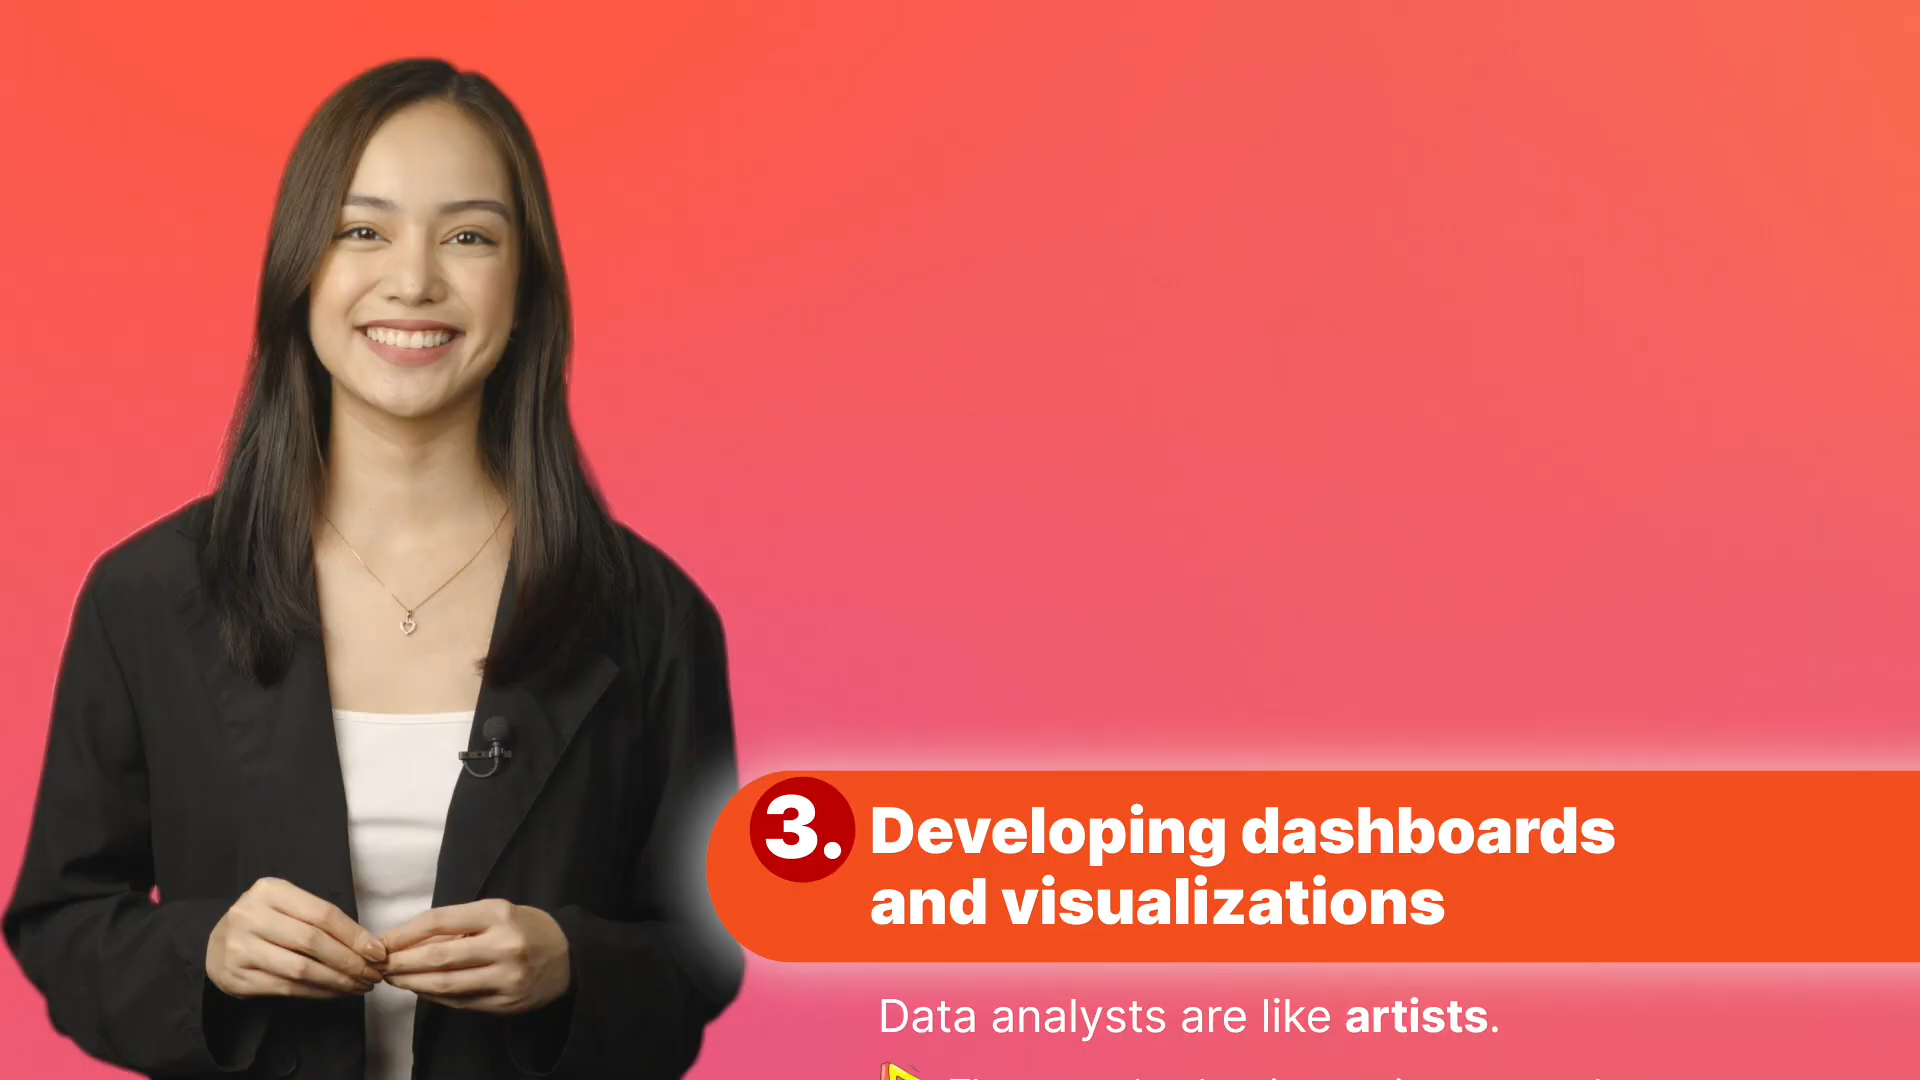 3. Developing dashboards
and visualizations
Data analysts are like artists.